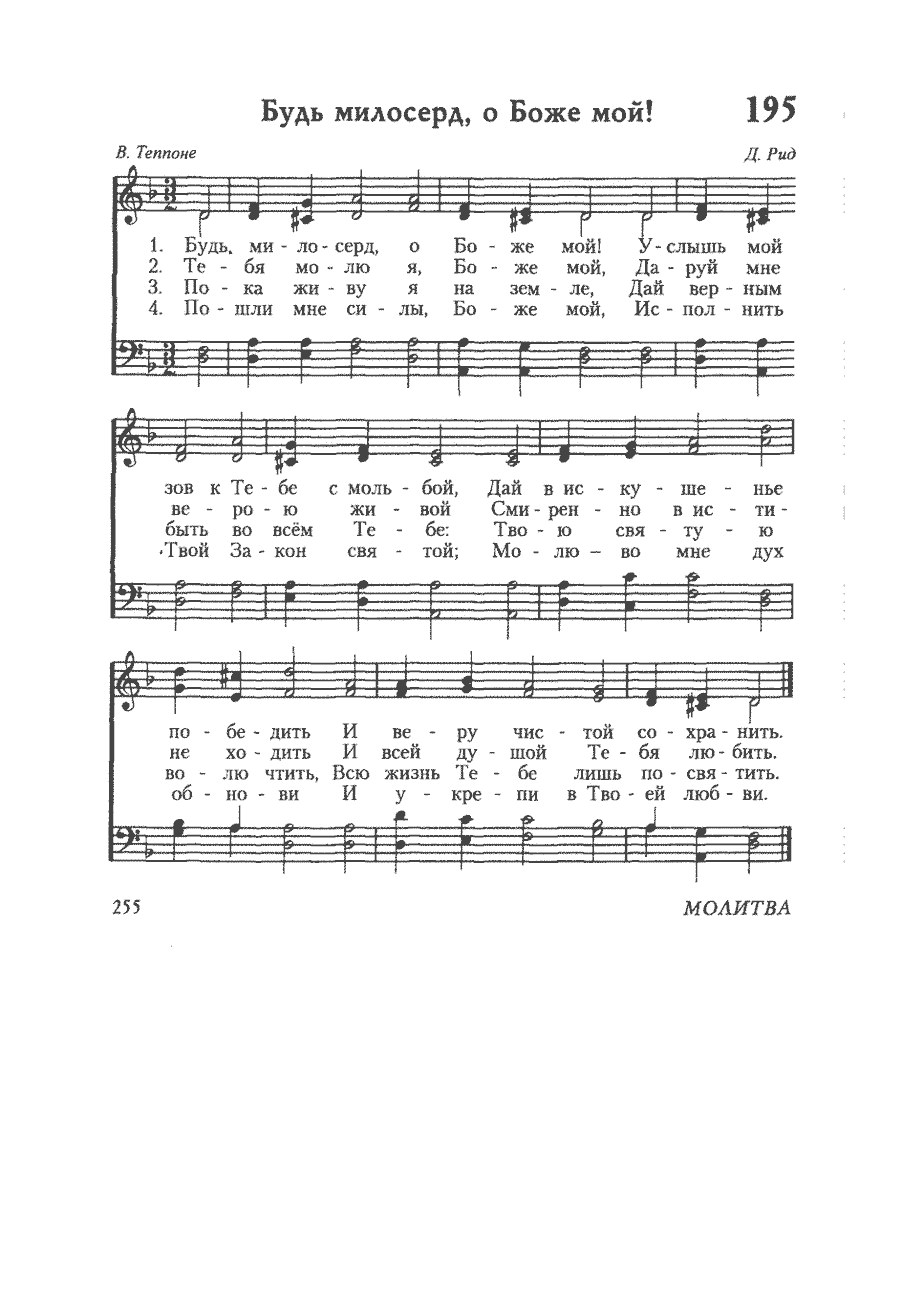 Будь милосерд, о Боже мой! 195
В. Теппоне Д. Рид
1. Будь ми - ло - серд, о Бо - же мой! У - слышь мой
2. Те - бя мо - лю я, Бо - же мой, Да - руй мне
3. По - ка жи - ву я на зем - ле, Дай вер - ным
4. По - шли мне си - лы, Бо - же мой, Ис - пол - нить
зов к Те - бе с моль - бой, Дай в ис - ку - ше - нье
ве - ро - ю жи - вой Сми - рен - но в ис - ти -
быть во всём Те - бе: Тво - ю свя - ту - ю
Твой За - кон свя - той; Мо - лю – во мне дух
по - бе - дить И ве - ру чис - той со - хра - нить.
не хо - дить И всей ду - шой Те - бя лю - бить.
во - лю чтить, Всю жизнь Те - бе лишь по - свя - тить.
об - но - ви И у - кре - пи в Тво - ей люб - ви.
255 МОЛИТВА